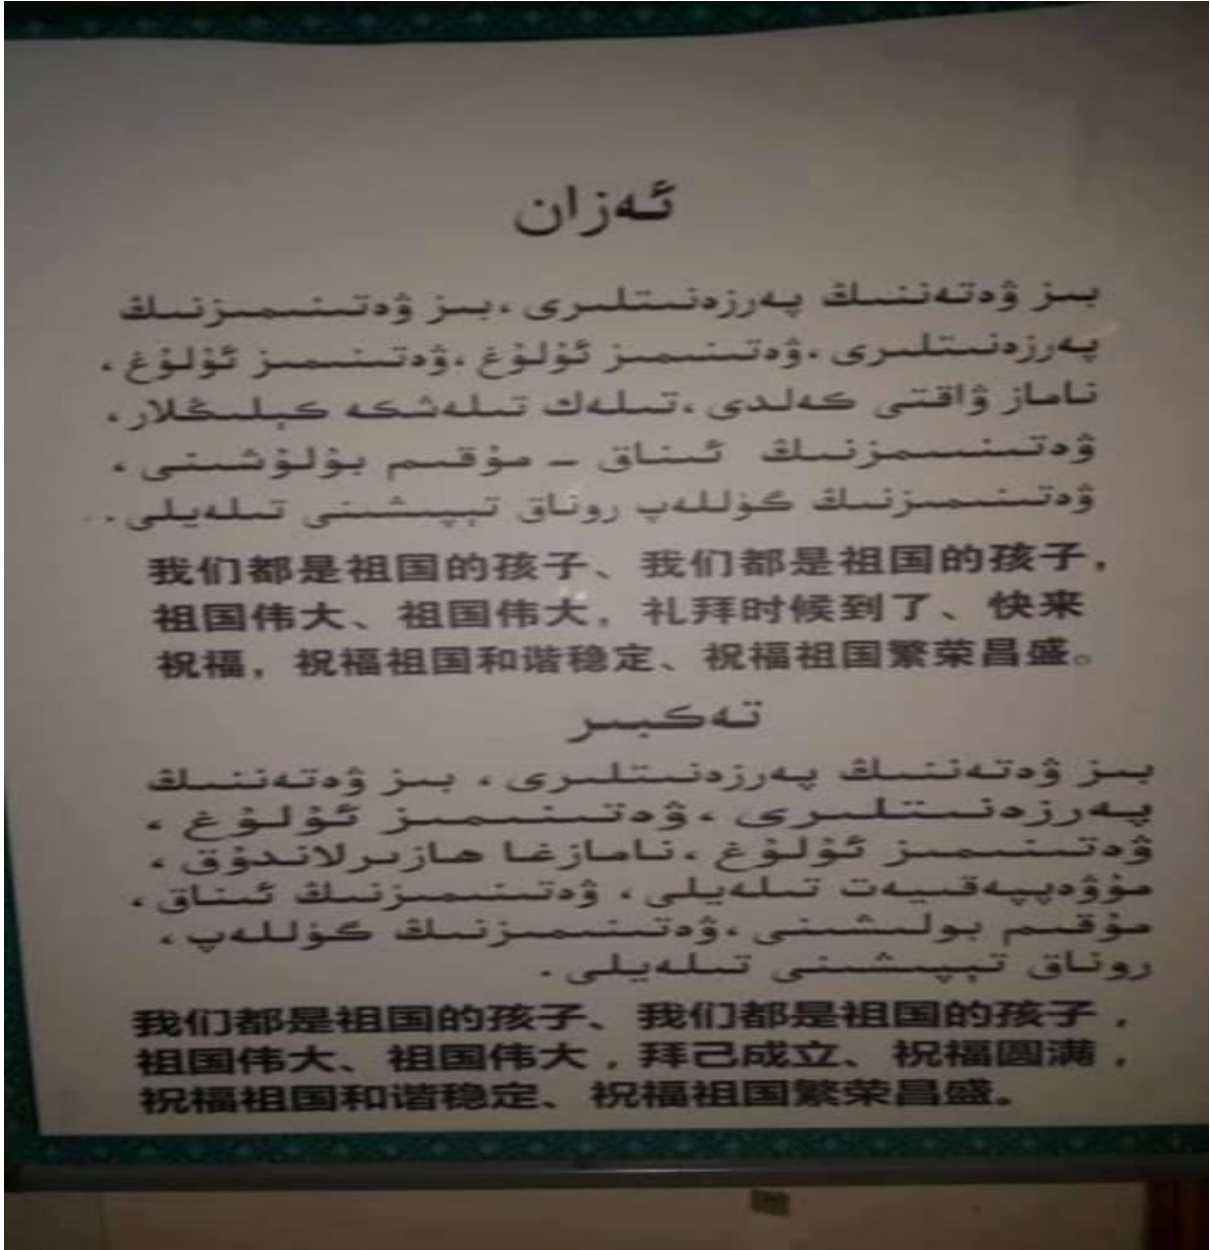 ئەزان
بىز ۋەتەننىڭ پەرزەنىتلىرى ،بىز ۋەتىنىمىزنىڭ
پەرزەنىتلىرى ،ۋەتىنىمىز ئۇلۇغ ،ۋەتىنىمىز ئۇلۇغ ،
ناماز ۋاقتى كەلدى ،تىلەك تىلەشكە كېلىڭلار،
ۋەتىنىمىزنىڭ ئىناق - مۇقىم بۇلۇشىنى ،
ۋەتىنىمىزنىڭ گۈللەپ روناق تېپىشىنى تىلەيلى.
我们都是祖国的孩子、我们都是祖国的孩子，
祖国伟大、祖国伟大，礼拜时候到了、快来
祝福，祝福祖国和谐稳定、祝福祖国繁荣昌盛。
تەكبىر
بىز ۋەتەننىڭ پەرزەنىتلىرى ، بىز ۋەتەننىڭ
پەرزەنىتلىرى ،ۋەتىنىمىز ئۇلۇغ ،
ۋەتىنىمىز ئۇلۇغ ،نامازغا ھازىرلاندۇق ،
مۇۋەپپەقىيەت تىلەيلى، ۋەتىنىمىزنىڭ ئىناق ،
مۇقىم بولىشىنى ،ۋەتىنىمىزنىڭ گۈللەپ ،
روناق تېپىشىنى تىلەيلى .
我们都是祖国的孩子、我们都是祖国的孩子，
祖国伟大、祖国伟大，拜己成立、祝福圆满，
祝福祖国和谐稳定、祝福祖国繁荣昌盛。